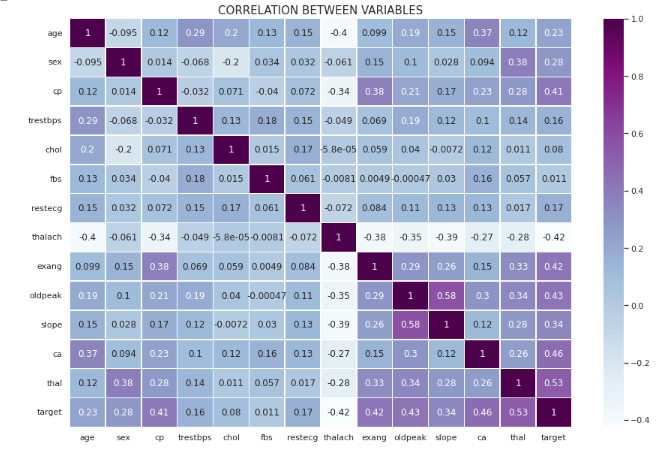 CORRELATION BETWEEN VARIABLES
age 1 -0.095 0.12 0.29 0.2 0.13 0.15 -0.4 0.099 0.19 0.15 0.37 0.12 0.23
sex -0.095 1 0.014 -0.068 -0.2 0.034 0.032 -0.061 0.15 0.1 0.028 0.094 0.38 0.28
cp 0.12 0.014 1 -0.032 0.071 -0.04 0.072 -0.34 0.38 0.21 0.17 0.23 0.28 0.41
trestbps 0.29 -0.068 -0.032 1 0.13 0.18 0.15 -0.049 0.069 0.19 0.12 0.1 0.14 0.16
chol 0.2 -0.2 0.071 0.13 1 0.015 0.17 -5.8e-05 0.059 0.04 -0.0072 0.12 0.011 0.08
fbs 0.13 0.034 -0.04 0.18 0.015 1 0.061 -0.0081 0.0049 -0.00047 0.03 0.16 0.057 0.011
restecg 0.15 0.032 0.072 0.15 0.17 0.061 1 -0.072 0.084 0.11 0.13 0.13 0.017 0.17
thalach -0.4 -0.061 -0.34 -0.049 -5.8e-05 -0.0081 -0.072 1 -0.38 -0.35 -0.39 -0.27 -0.28 -0.42
exang 0.099 0.15 0.38 0.069 0.059 0.0049 0.084 -0.38 1 0.29 0.26 0.15 0.33 0.42
oldpeak 0.19 0.1 0.21 0.19 0.04 -0.00047 0.11 -0.35 0.29 1 0.58 0.3 0.34 0.43
slope 0.15 0.028 0.17 0.12 -0.0072 0.03 0.13 -0.39 0.26 0.58 1 0.12 0.28 0.34
ca 0.37 0.094 0.23 0.1 0.12 0.16 0.13 -0.27 0.15 0.3 0.12 1 0.26 0.46
thal 0.12 0.38 0.28 0.14 0.011 0.057 0.017 -0.28 0.33 0.34 0.28 0.26 1 0.53
target 0.23 0.28 0.41 0.16 0.08 0.011 0.17 -0.42 0.42 0.43 0.34 0.46 0.53 1
age sex cp trestbps chol fbs restecg thalach exang oldpeak slope ca thal target
1.0
0.8
0.6
0.4
0.2
0.0
−0.2
−0.4